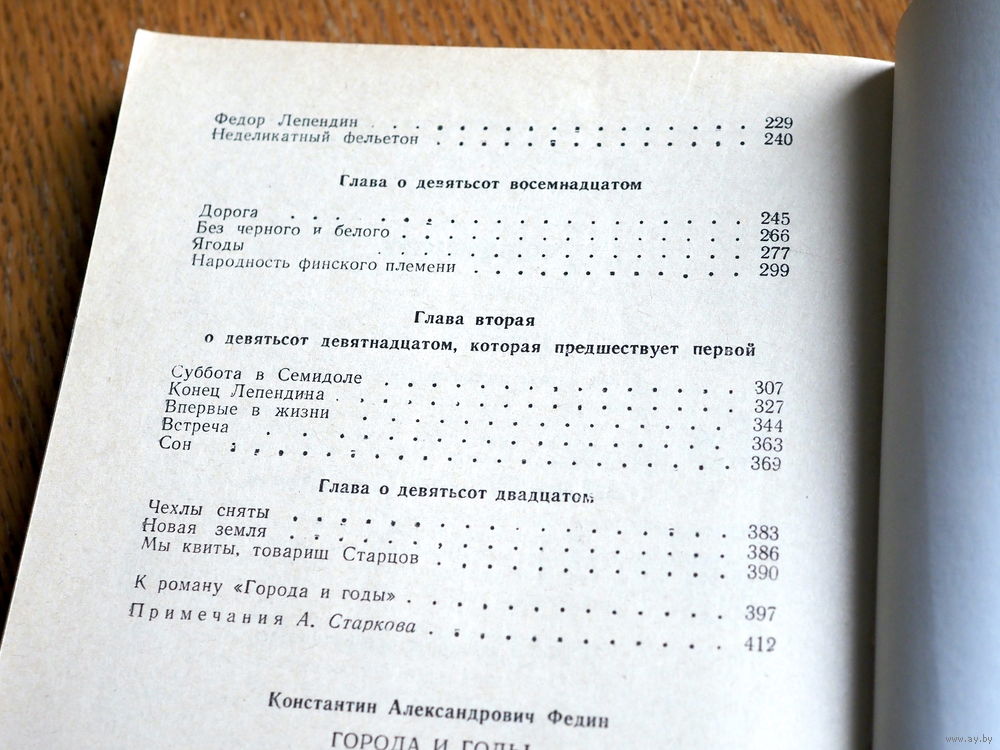 Федор Лепендин . . . . . . . . . . . . . . . . 229
Неделикатный фельетон . . . . . . . . . . . . . 240
Глава о девятьсот восемнадцатом
Дорога . . . . . . . . . . . . . . . . . . . 245
Без черного и белого . . . . . . . . . . . . . . 266
Ягоды . . . . . . . . . . . . . . . . . . 277
Народность финского племени . . . . . . . . . . . 299
Глава вторая
о девятьсот девятнадцатом, которая предшествует первой
Суббота в Семидоле . . . . . . . . . . . . . . . 307
Конец Лепендина . . . . . . . . . . . . . . . . 327
Впервые в жизни . . . . . . . . . . . . . . . 344
Встреча . . . . . . . . . . . . . . . . . . 363
Сон . . . . . . . . . . . . . . . . . . . . 369
Глава о девятьсот двадцатом
Чехлы сняты . . . . . . . . . . . . . . . . . 383
Новая земля . . . . . . . . . . . . . . . . . 386
Мы квиты, товарищ Старцов . . . . . . . . . . . 390
К роману «Города и годы» . . . . . . . . . . . . 397
Примечания А. Старкова . . . . . . . . . . . . 412
Константин Александрович Федин
ГОРОДА И ГОДЫ
www.ay.by